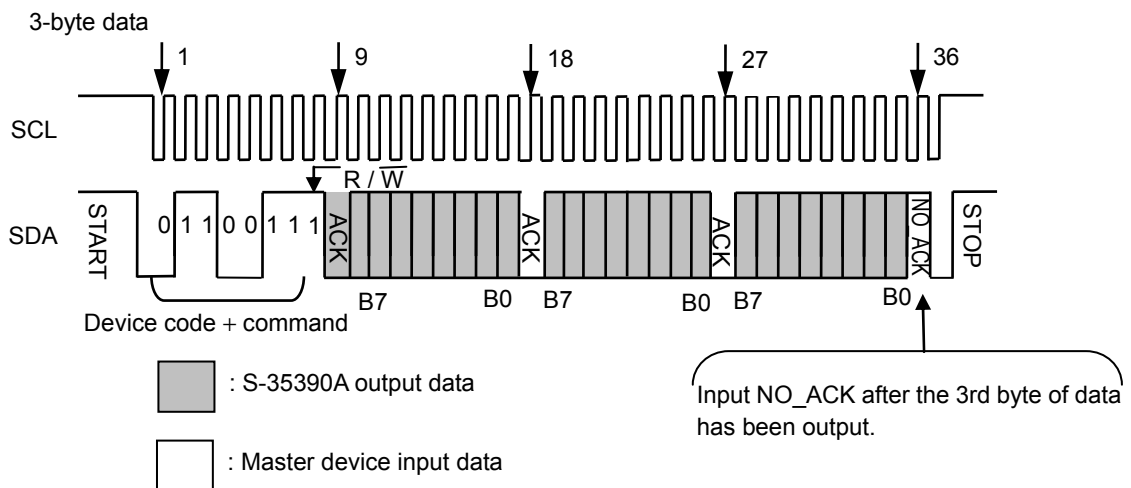 3-byte data
1 9 18 27 36
SCL
R / W
SDA
START 0 1 1 0 0 1 1 1 ACK ACK ACK NO_ACK STOP
B7 B0 B7 B0 B7 B0
Device code + command
: S-35390A output data
Input NO_ACK after the 3rd byte of data
has been output.
: Master device input data